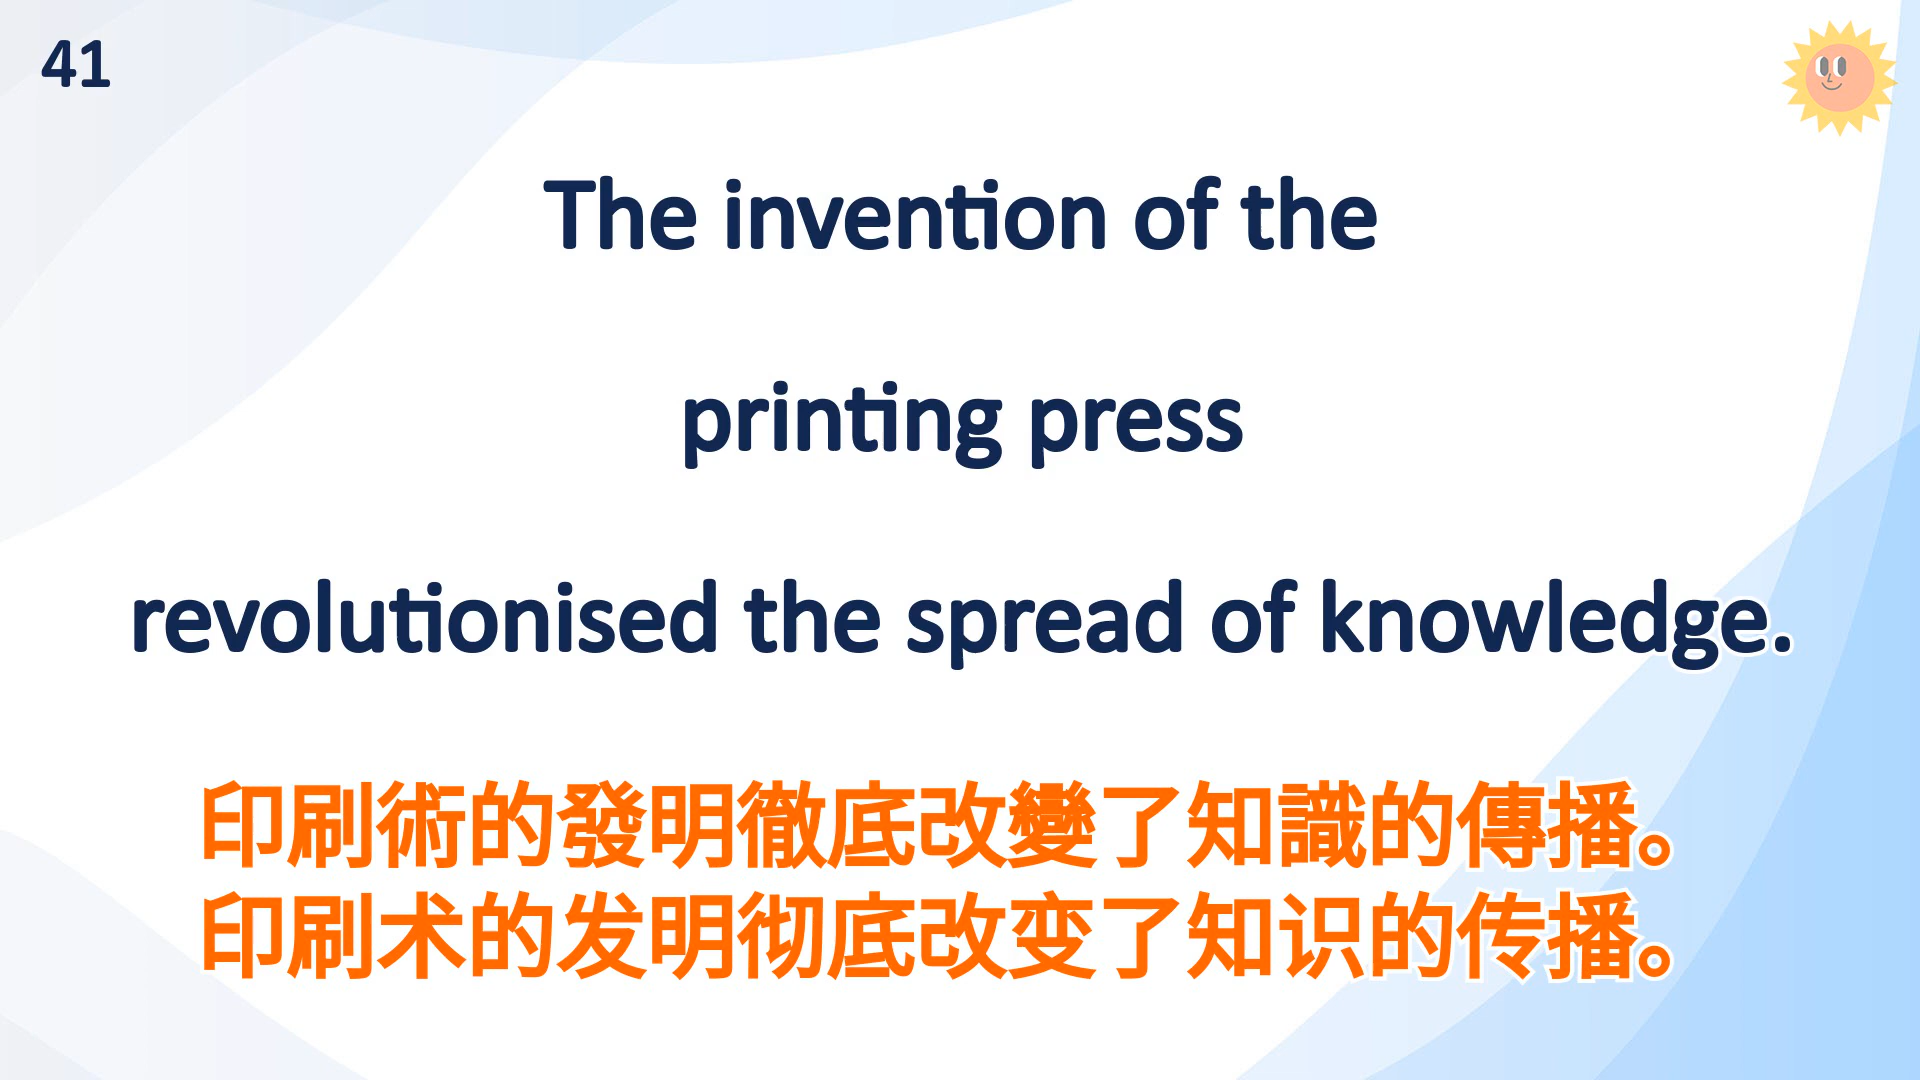 41
The invention of the
printing press
revolutionised the spread of knowledge.
印刷術的發明徹底改變了知識的傳播。
印刷术的发明彻底改变了知识的传播。